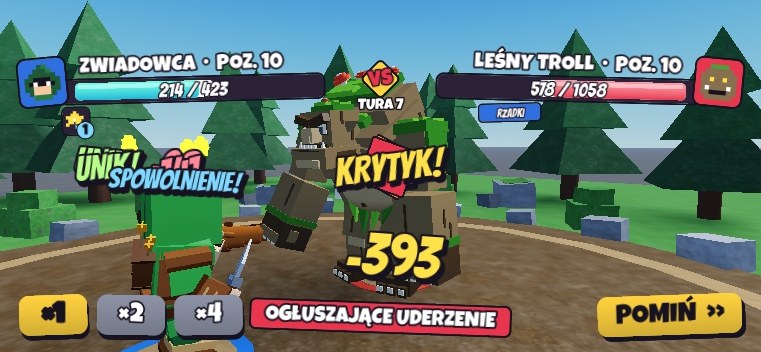 ZWIADOWCA • POZ. 10
214 / 423
1
VS
TURA 7
LEŚNY TROLL • POZ. 10
578 / 1058
RZADKI
UNIK!
SPOWOLNIENIE!
KRYTYK!
-393
×1
×2
×4
OGŁUSZAJĄCE UDERZENIE
POMIŃ >>